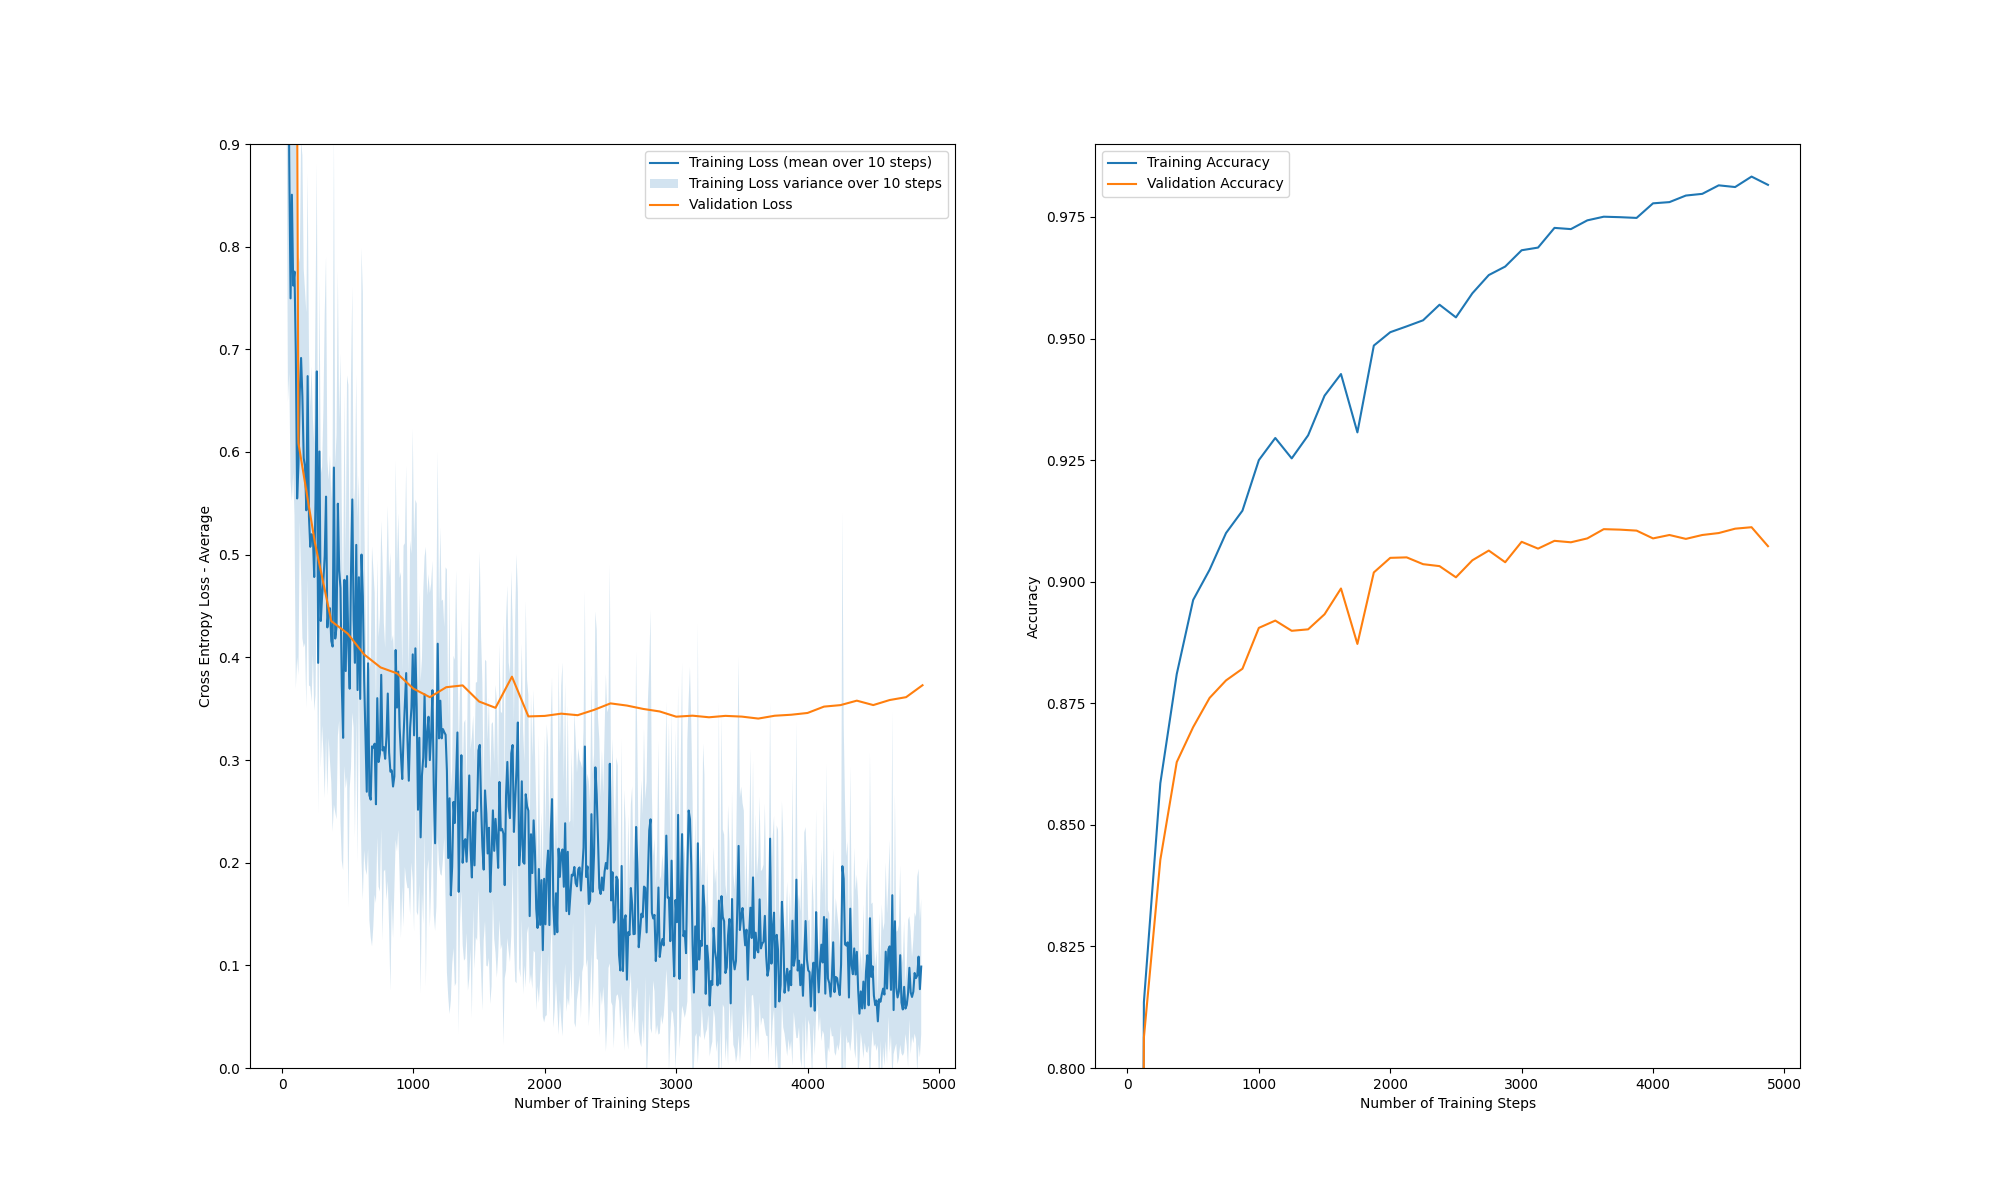 Training Loss (mean over 10 steps)
Training Loss variance over 10 steps
Validation Loss
0.9
0.8
0.7
0.6
0.5
0.4
0.3
0.2
0.1
0.0
Cross Entropy Loss - Average
0 1000 2000 3000 4000 5000
Number of Training Steps
Training Accuracy
Validation Accuracy
0.975
0.950
0.925
0.900
0.875
0.850
0.825
0.800
Accuracy
0 1000 2000 3000 4000 5000
Number of Training Steps